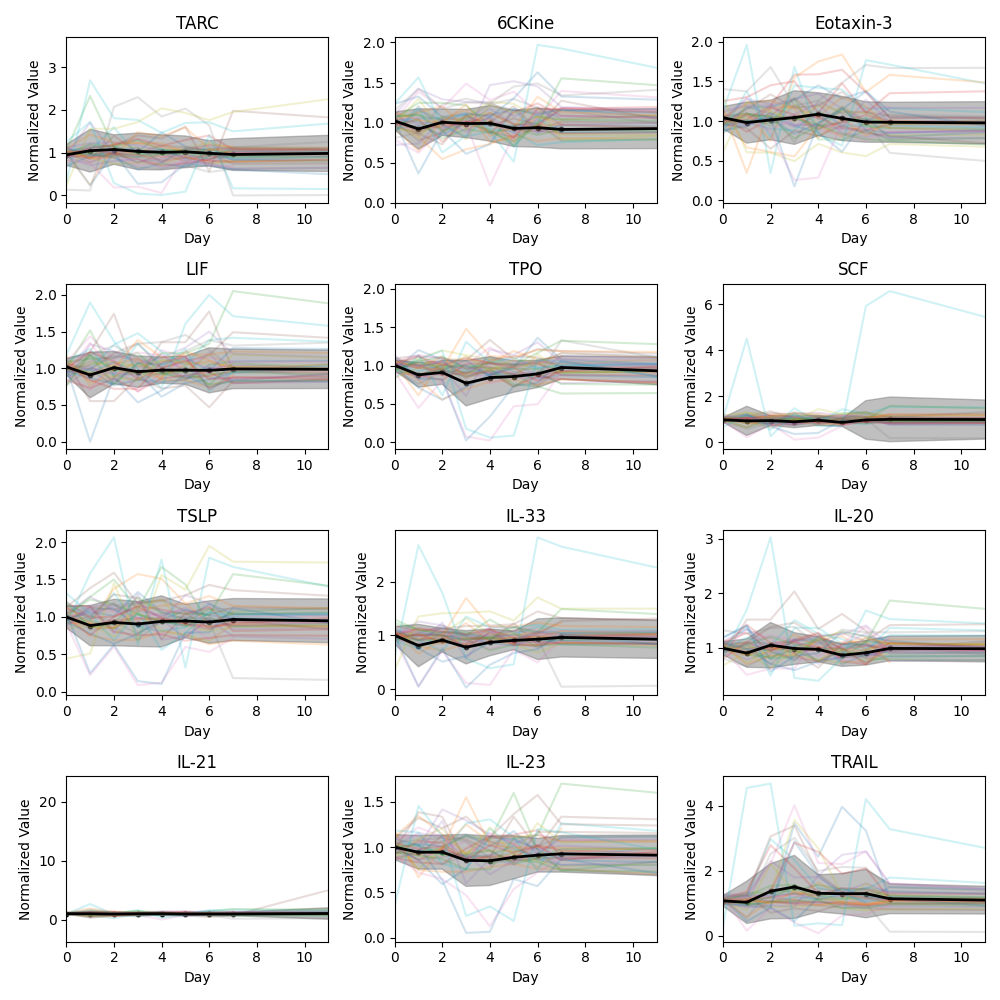 TARC 6CKine Eotaxin-3
Normalized Value 3 2 1 0
Normalized Value 2.0 1.5 1.0 0.5 0.0
Normalized Value 2.0 1.5 1.0 0.5 0.0
0 2 4 6 8 10 0 2 4 6 8 10 0 2 4 6 8 10
Day Day Day
LIF TPO SCF
Normalized Value 2.0 1.5 1.0 0.5 0.0
Normalized Value 2.0 1.5 1.0 0.5 0.0
Normalized Value 6 4 2 0
0 2 4 6 8 10 0 2 4 6 8 10 0 2 4 6 8 10
Day Day Day
TSLP IL-33 IL-20
Normalized Value 2.0 1.5 1.0 0.5 0.0
Normalized Value 2 1 0
Normalized Value 3 2 1
0 2 4 6 8 10 0 2 4 6 8 10 0 2 4 6 8 10
Day Day Day
IL-21 IL-23 TRAIL
Normalized Value 20 10 0
Normalized Value 1.5 1.0 0.5 0.0
Normalized Value 4 2 0
0 2 4 6 8 10 0 2 4 6 8 10 0 2 4 6 8 10
Day Day Day